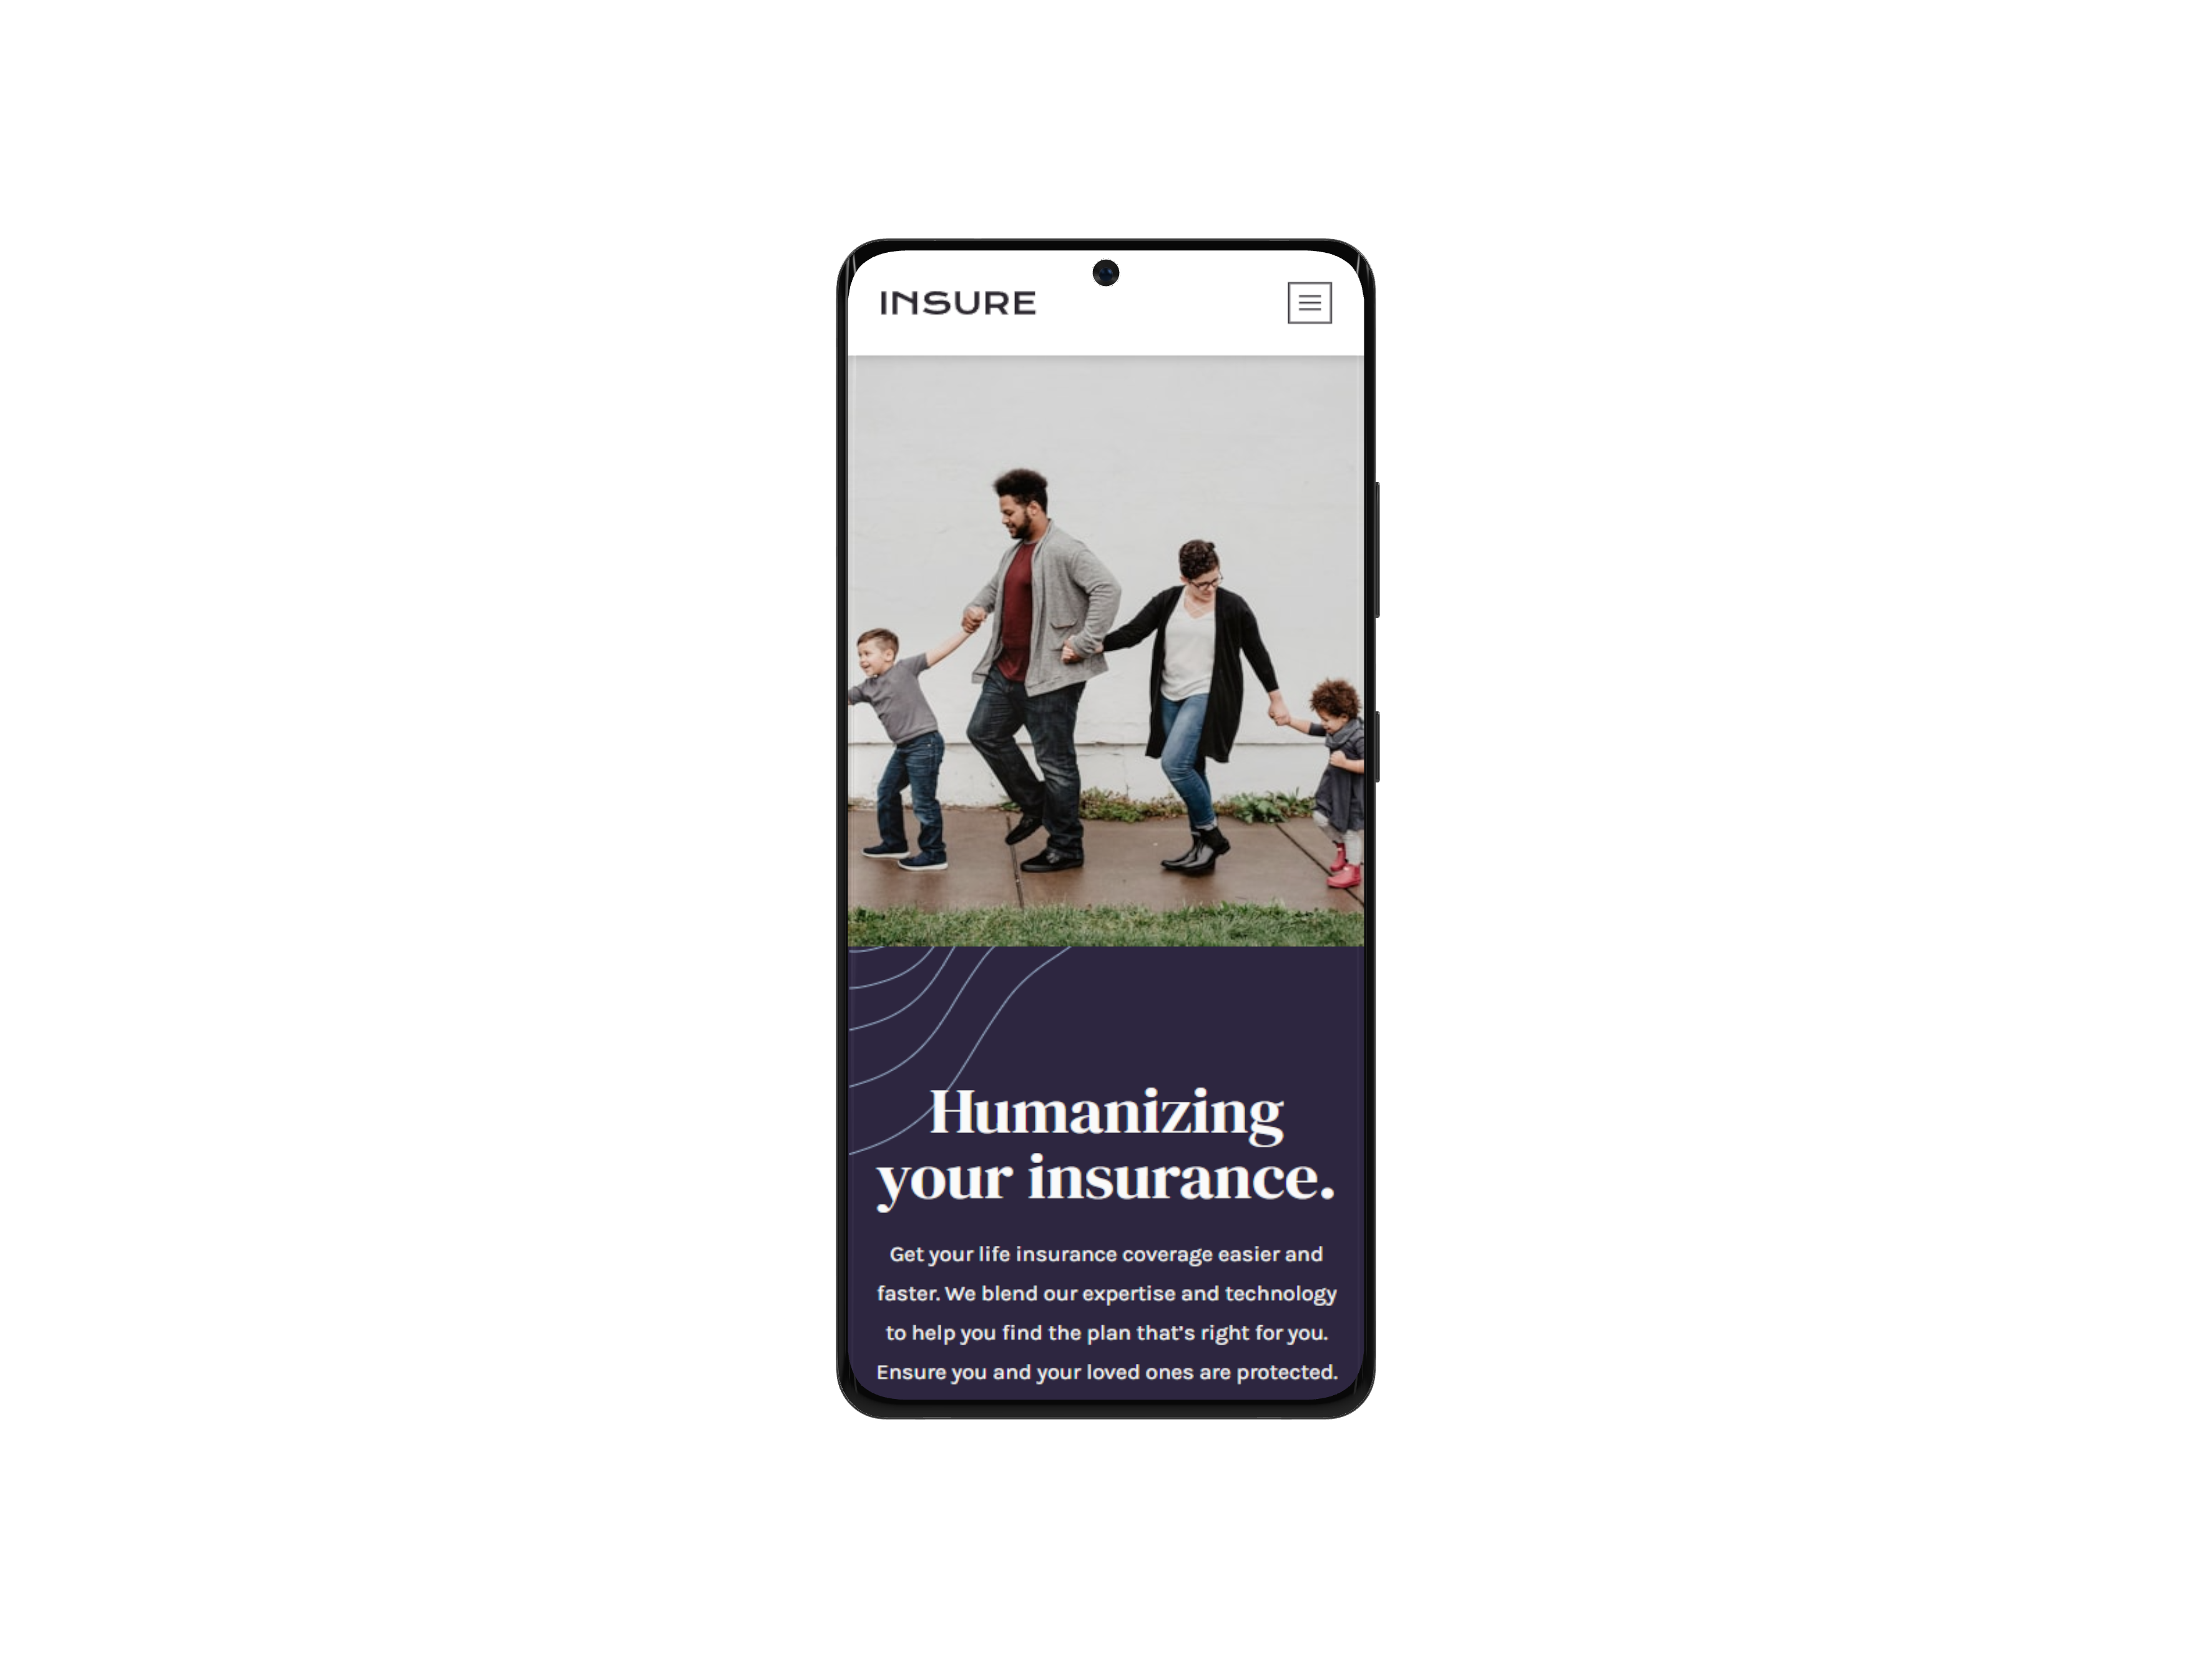 INSURE
Humanizing
your insurance.
Get your life insurance coverage easier and
faster. We blend our expertise and technology
to help you find the plan that's right for you.
Ensure you and your loved ones are protected.